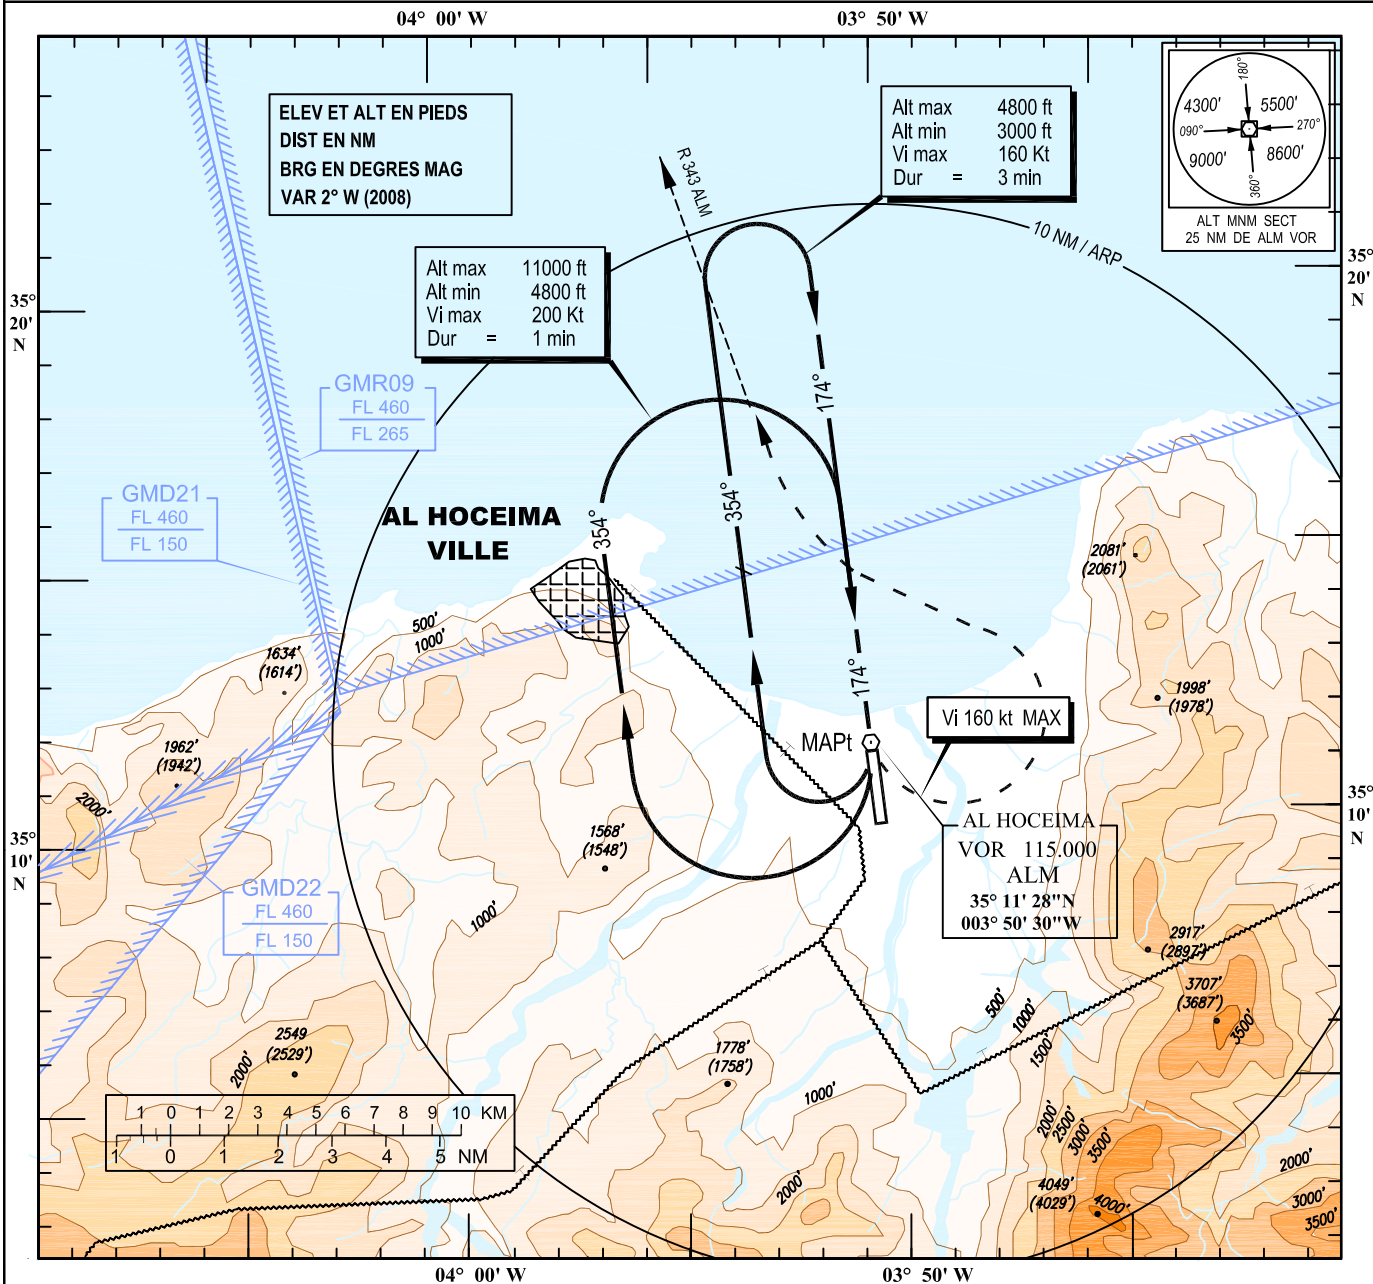 04° 00' W
03° 50' W
ELEV ET ALT EN PIEDS
DIST EN NM
BRG EN DEGRES MAG
VAR 2° W (2008)
Alt max 4800 ft
Alt min 3000 ft
Vi max 160 Kt
Dur = 3 min
180°
4300' 5500'
090° 270°
9000' 8600'
360°
ALT MNM SECT
25 NM DE ALM VOR
R 343 ALM
10 NM / ARP
Alt max 11000 ft
Alt min 4800 ft
Vi max 200 Kt
Dur = 1 min
35°
20'
N
35°
20'
N
GMR09
FL 460
FL 265
174°
GMD21
FL 460
FL 150
AL HOCEIMA
VILLE
354°
354°
2081'
(2061')
500'
1000'
1634'
(1614')
174°
1998'
(1978')
Vi 160 kt MAX
MAPt
1962'
(1942')
2000'
35°
10'
N
35°
10'
N
1568'
(1548')
AL HOCEIMA
VOR 115.000
ALM
35° 11' 28"N
003° 50' 30"W
GMD22
FL 460
FL 150
1000'
2917'
(2897')
3707'
(3687')
3500'
500'
1000'
1500'
2549
(2529')
2000'
1778'
(1758')
1000'
2000'
2500'
3000'
3500'
1 0 1 2 3 4 5 6 7 8 9 10 KM
1 0 1 2 3 4 5 NM
2000'
4049'
(4029')
4000'
2000'
3000'
3500'
04° 00' W
03° 50' W